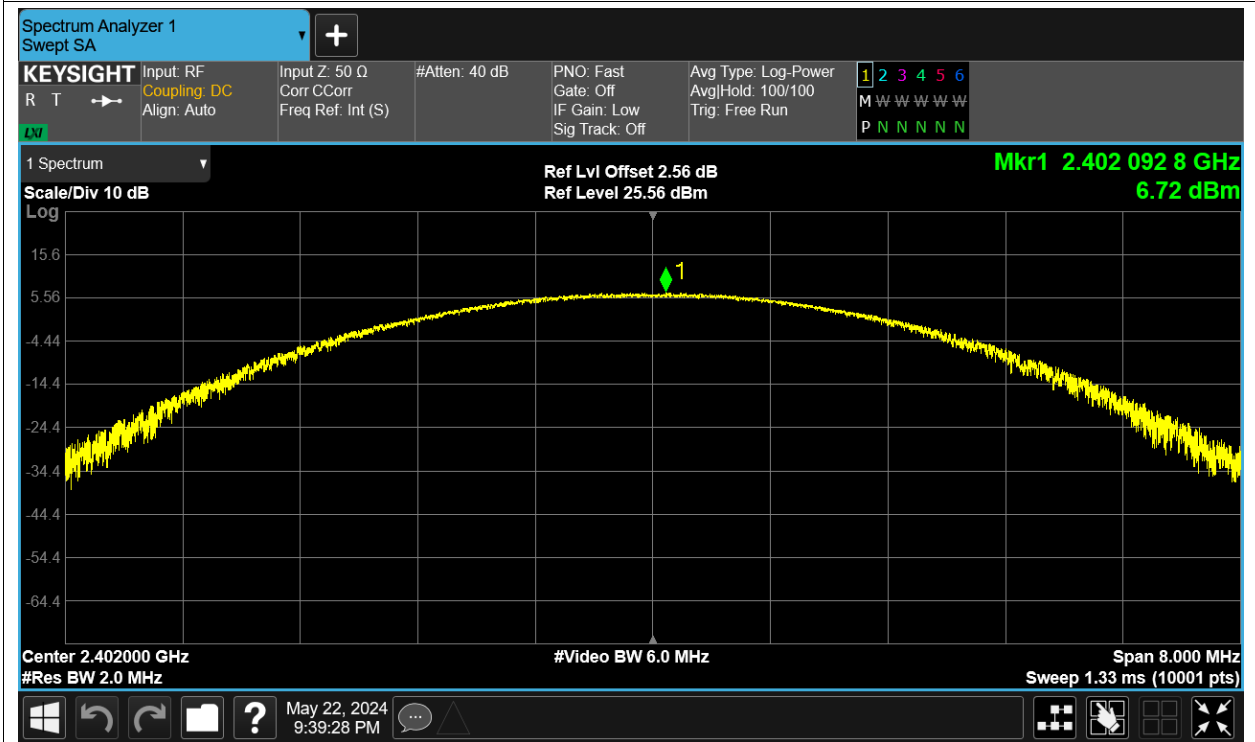 Spectrum Analyzer 1
Swept SA
KEYSIGHT
R T
LXI
Input: RF
Coupling: DC
Align: Auto
Input Z: 50 Ω
Corr CCorr
Freq Ref: Int (S)
#Atten: 40 dB
PNO: Fast
Gate: Off
IF Gain: Low
Sig Track: Off
Avg Type: Log-Power
Avg|Hold: 100/100
Trig: Free Run
1 2 3 4 5 6
M W W W W W
P N N N N N
1 Spectrum
Scale/Div 10 dB
Log
Ref Lvl Offset 2.56 dB
Ref Level 25.56 dBm
Mkr1 2.402 092 8 GHz
6.72 dBm
1
15.6
5.56
-4.44
-14.4
-24.4
-34.4
-44.4
-54.4
-64.4
Center 2.402000 GHz
#Res BW 2.0 MHz
#Video BW 6.0 MHz
Span 8.000 MHz
Sweep 1.33 ms (10001 pts)
?
May 22, 2024
9:39:28 PM